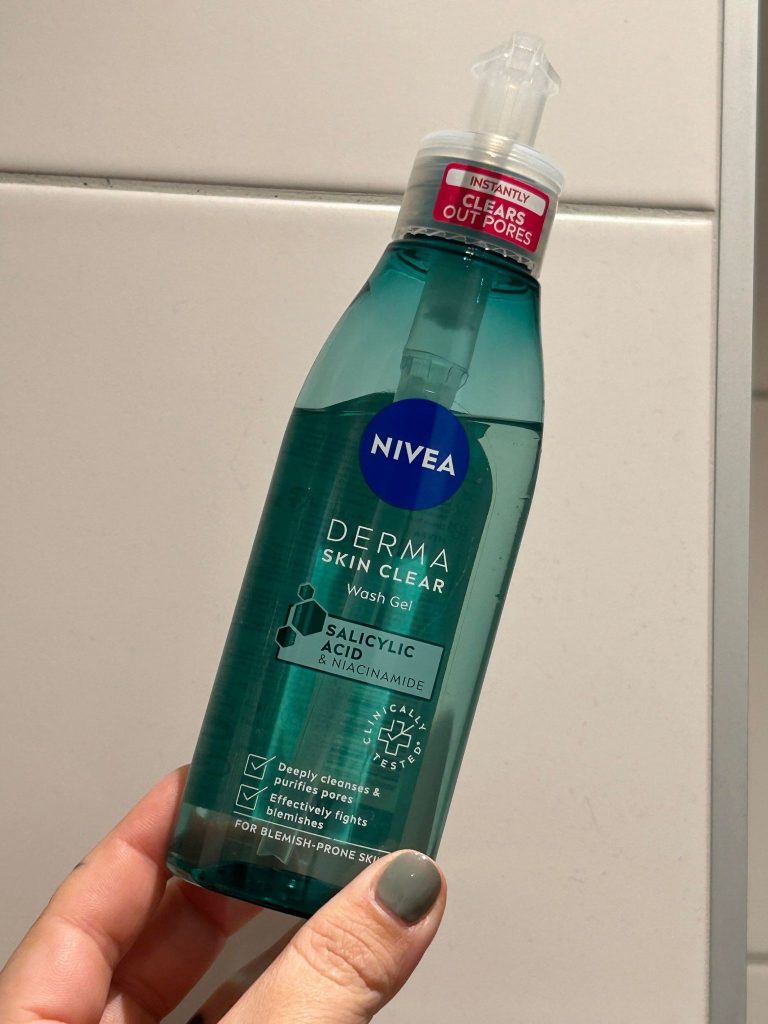 INSTANTLY
CLEARS
OUT PORES
NIVEA
DERMA
SKIN CLEAR
Wash Gel
SALICYLIC
ACID
& NIACINAMIDE
CLINICALLY
TESTED*
Deeply cleanses &
purifies pores
Effectively fights
blemishes
FOR BLEMISH-PRONE